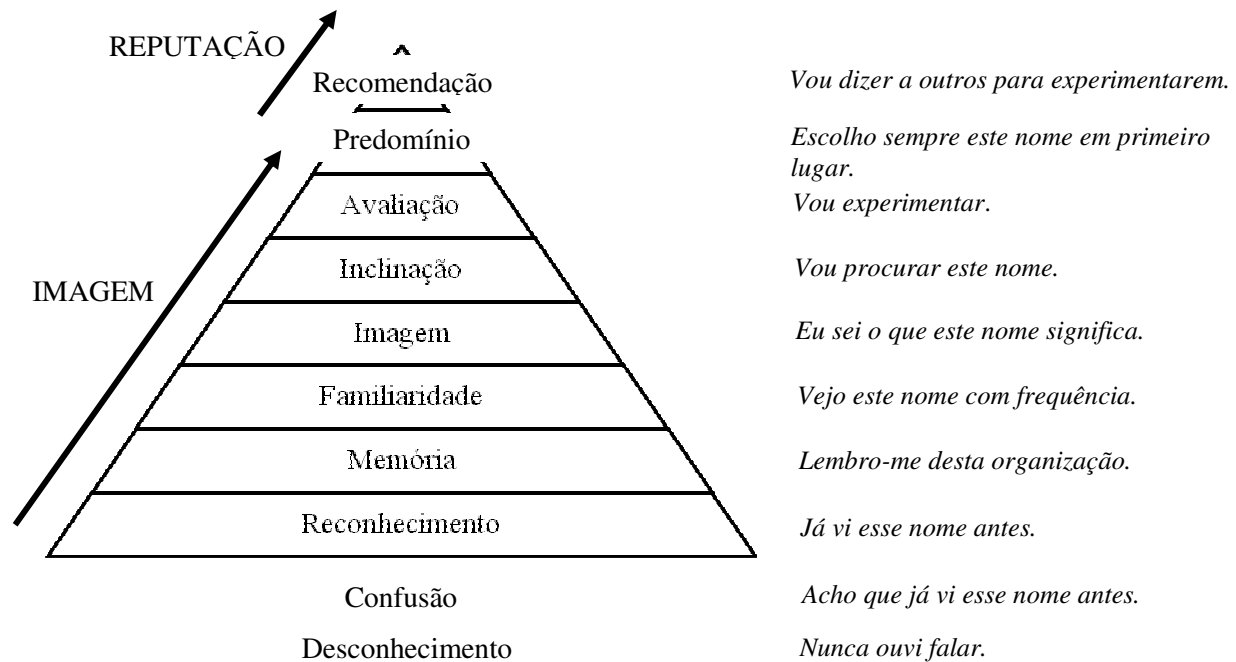 REPUTAÇÃO
Recomendação
Vou dizer a outros para experimentarem.
Predomínio
Escolho sempre este nome em primeiro
lugar.
Avaliação
Vou experimentar.
Inclinação
Vou procurar este nome.
IMAGEM
Imagem
Eu sei o que este nome significa.
Familiaridade
Vejo este nome com frequência.
Memória
Lembro-me desta organização.
Reconhecimento
Já vi esse nome antes.
Confusão
Acho que já vi esse nome antes.
Desconhecimento
Nunca ouvi falar.